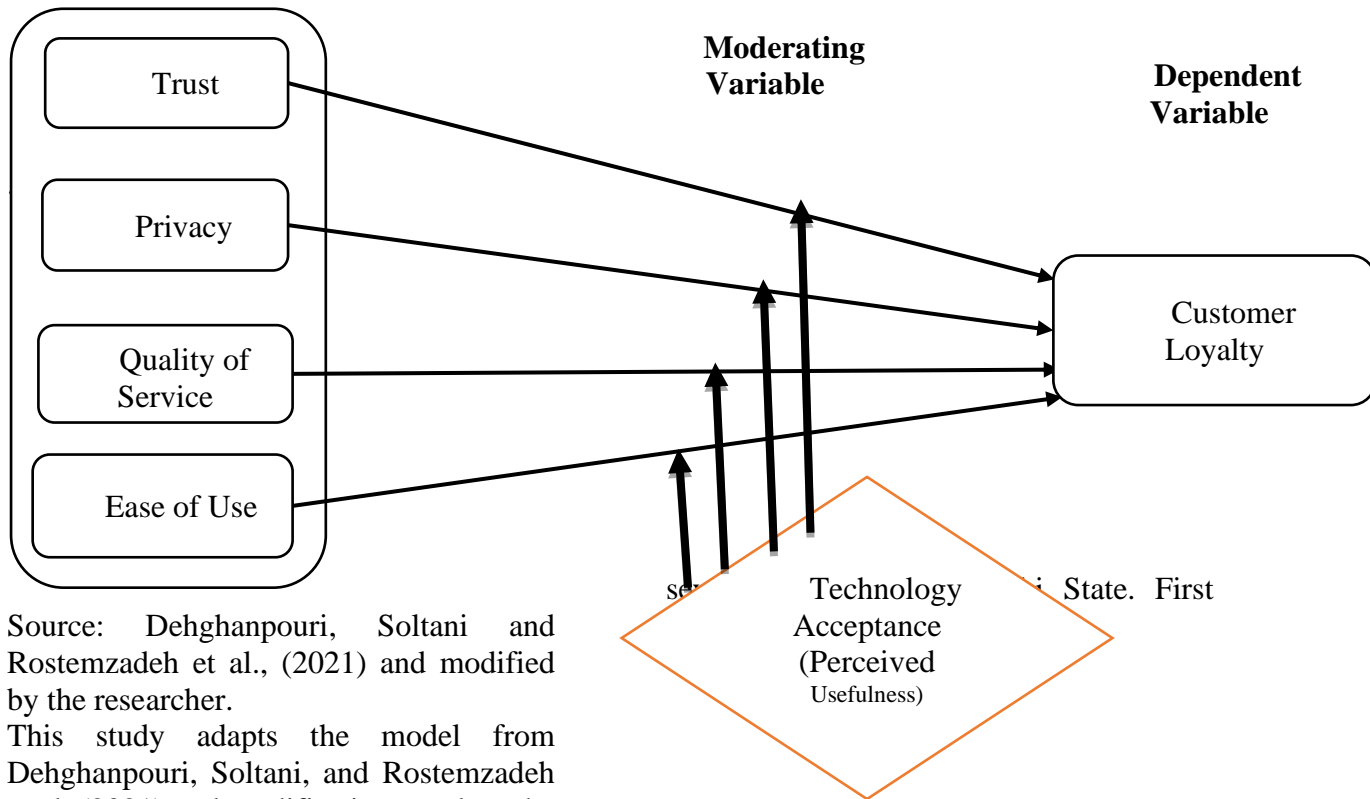 Trust
Privacy
Quality of
Service
Ease of Use
Moderating
Variable
Dependent
Variable
Customer
Loyalty
Technology
Acceptance
(Perceived
Usefulness)
State. First
Source: Dehghanpouri, Soltani and
Rostemzadeh et al., (2021) and modified
by the researcher.
This study adapts the model from
Dehghanpouri, Soltani, and Rostemzadeh